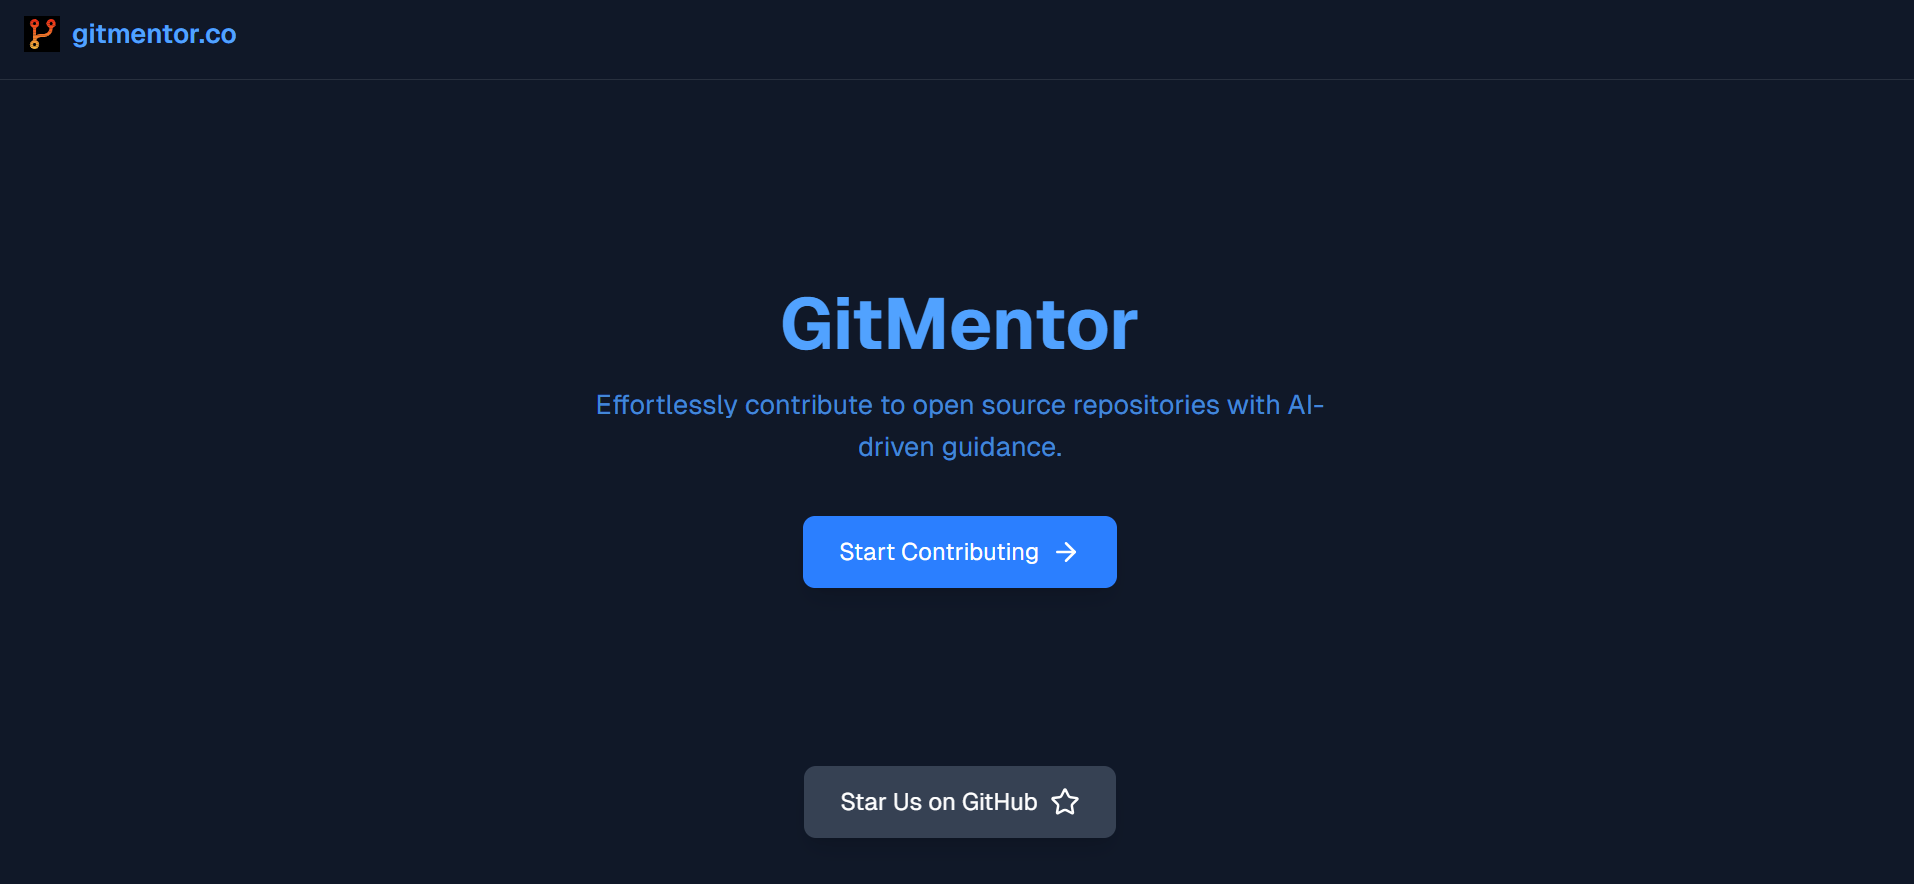 gitmentor.co
GitMentor
Effortlessly contribute to open source repositories with AI-
driven guidance.
Start Contributing
Star Us on GitHub